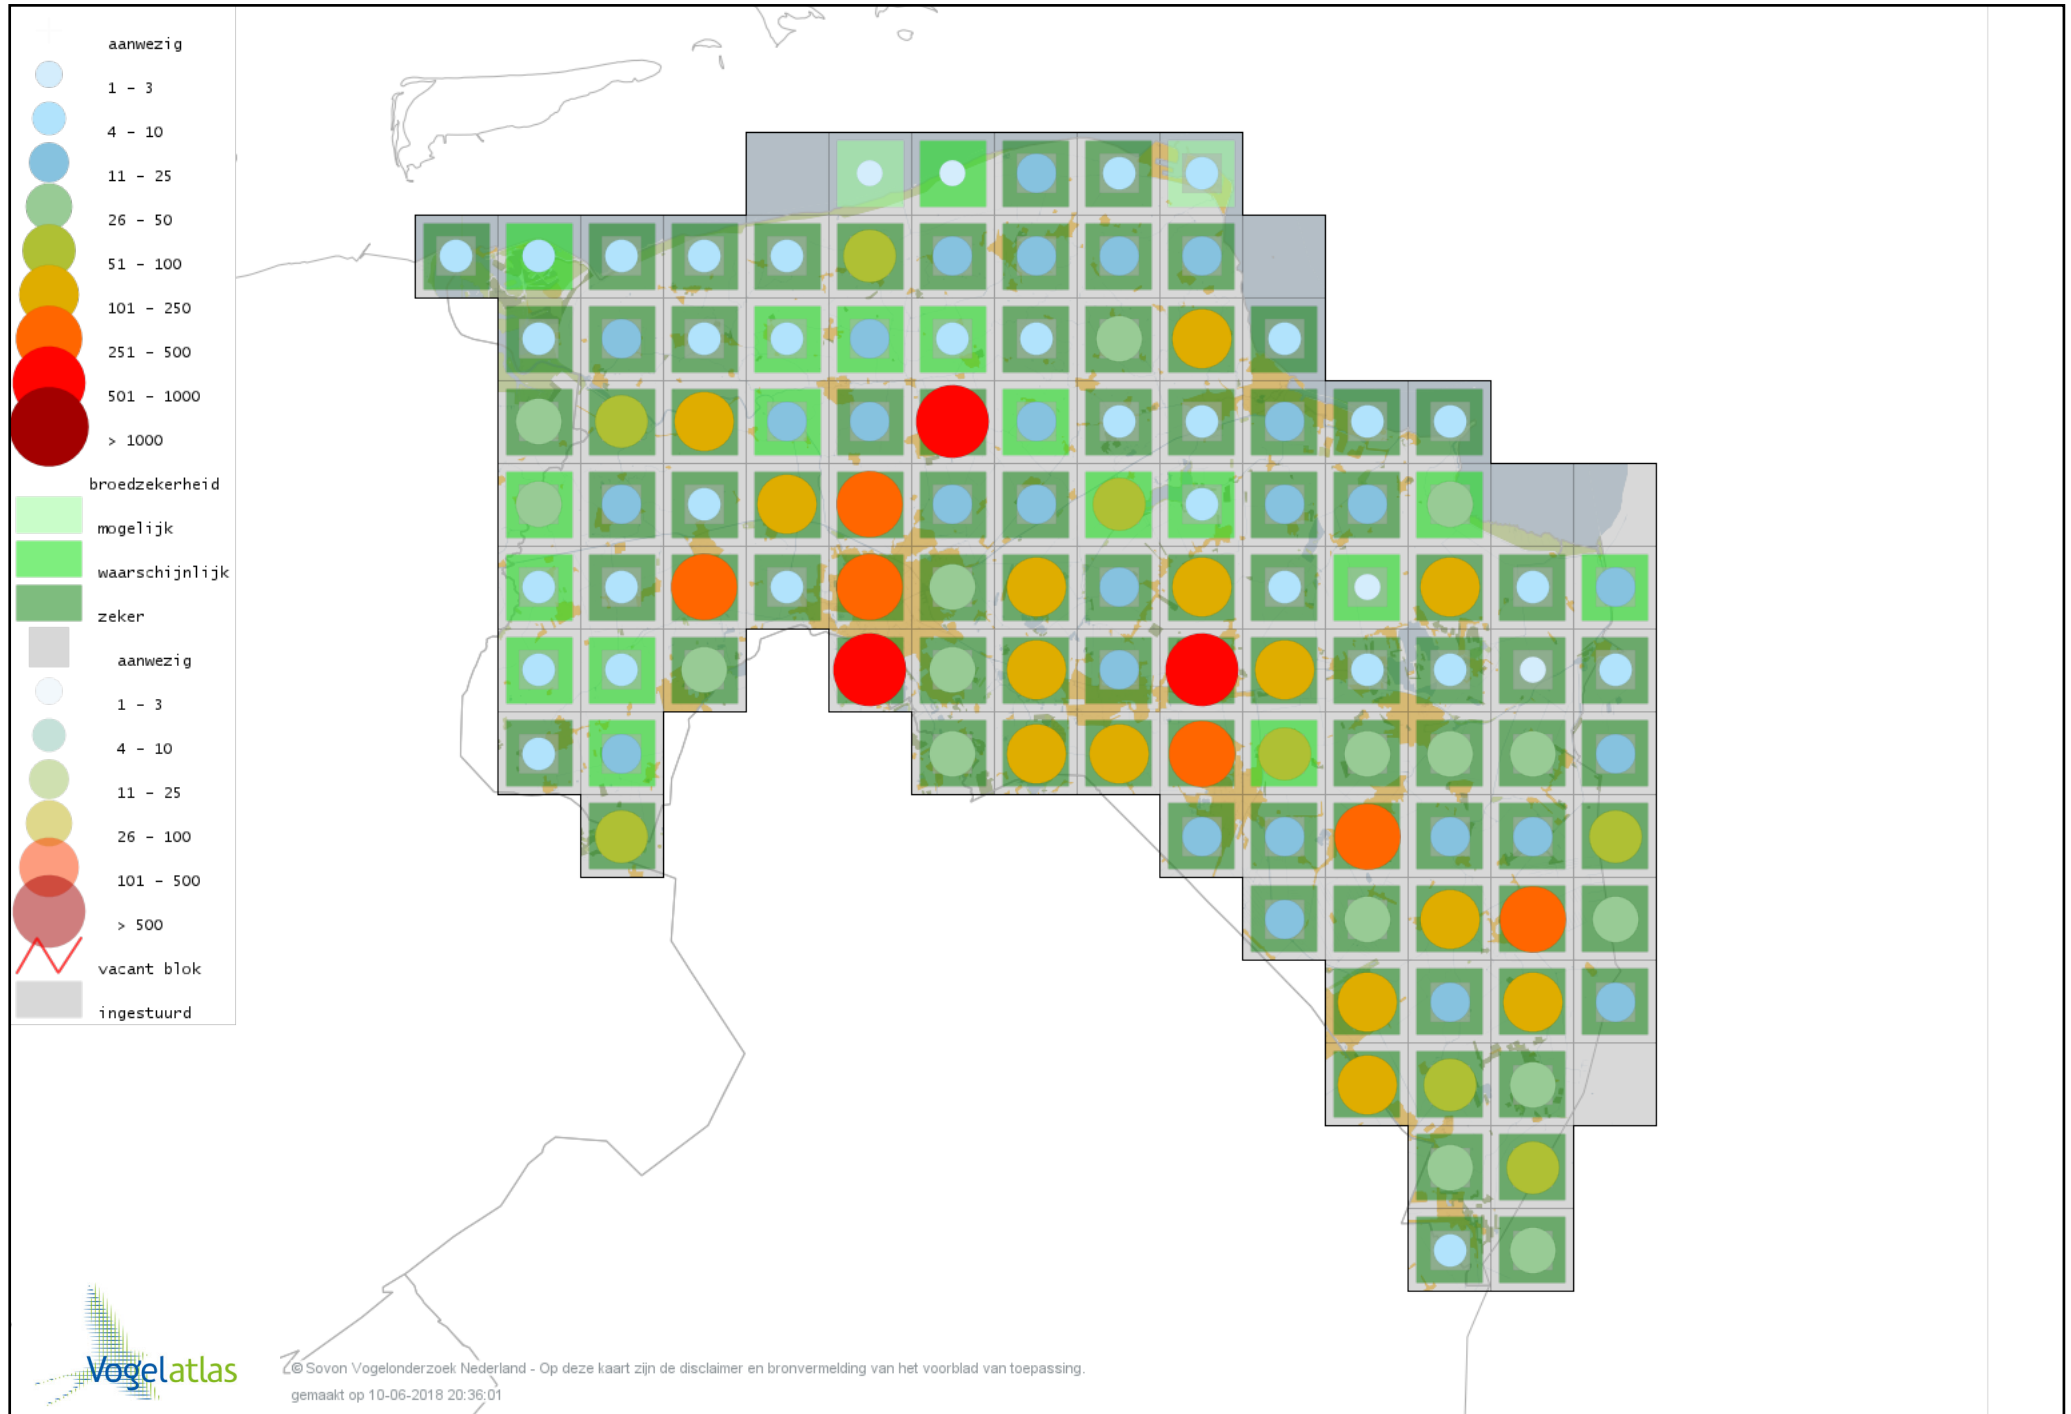 aanwezig
1 - 3
4 - 10
11 - 25
26 - 50
51 - 100
101 - 250
251 - 500
501 - 1000
> 1000
broedzekerheid
mogelijk
waarschijnlijk
zeker
aanwezig
1 - 3
4 - 10
11 - 25
26 - 100
101 - 500
> 500
vacant blok
ingestuurd
Vogelatlas
© Sovon Vogelonderzoek Nederland - Op deze kaart zijn de disclaimer en bronvermelding van het voorblad van toepassing.
gemaakt op 10-06-2018 20:36:01